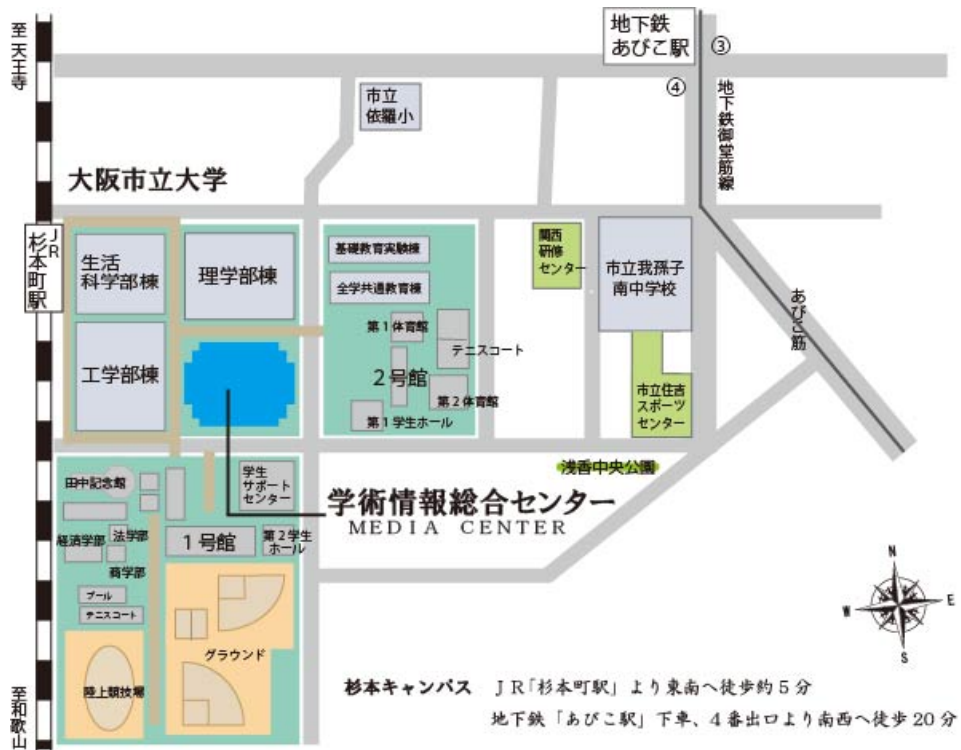 至天王寺
地下鉄
あびこ駅
③
④
地下鉄御堂筋線
市立
依羅小
大阪市立大学
JR
杉本町駅
生活
科学部棟
理学部棟
基礎教育実験棟
全学共通教育棟
関西
研修
センター
市立我孫子
南中学校
あびこ筋
第1体育館
テニスコート
工学部棟
2号館
第2体育館
第1学生ホール
市立住吉
スポーツ
センター
浅香中央公園
田中記念館
学生
サポート
センター
学術情報総合センター
MEDIA CENTER
経済学部
法学部
商学部
1号館
第2学生
ホール
プール
テニスコート
グラウンド
陸上競技場
N
W
E
S
杉本キャンパス JR「杉本町駅」より東南へ徒歩約5分
地下鉄「あびこ駅」下車、4番出口より南西へ徒歩20分
至和歌山